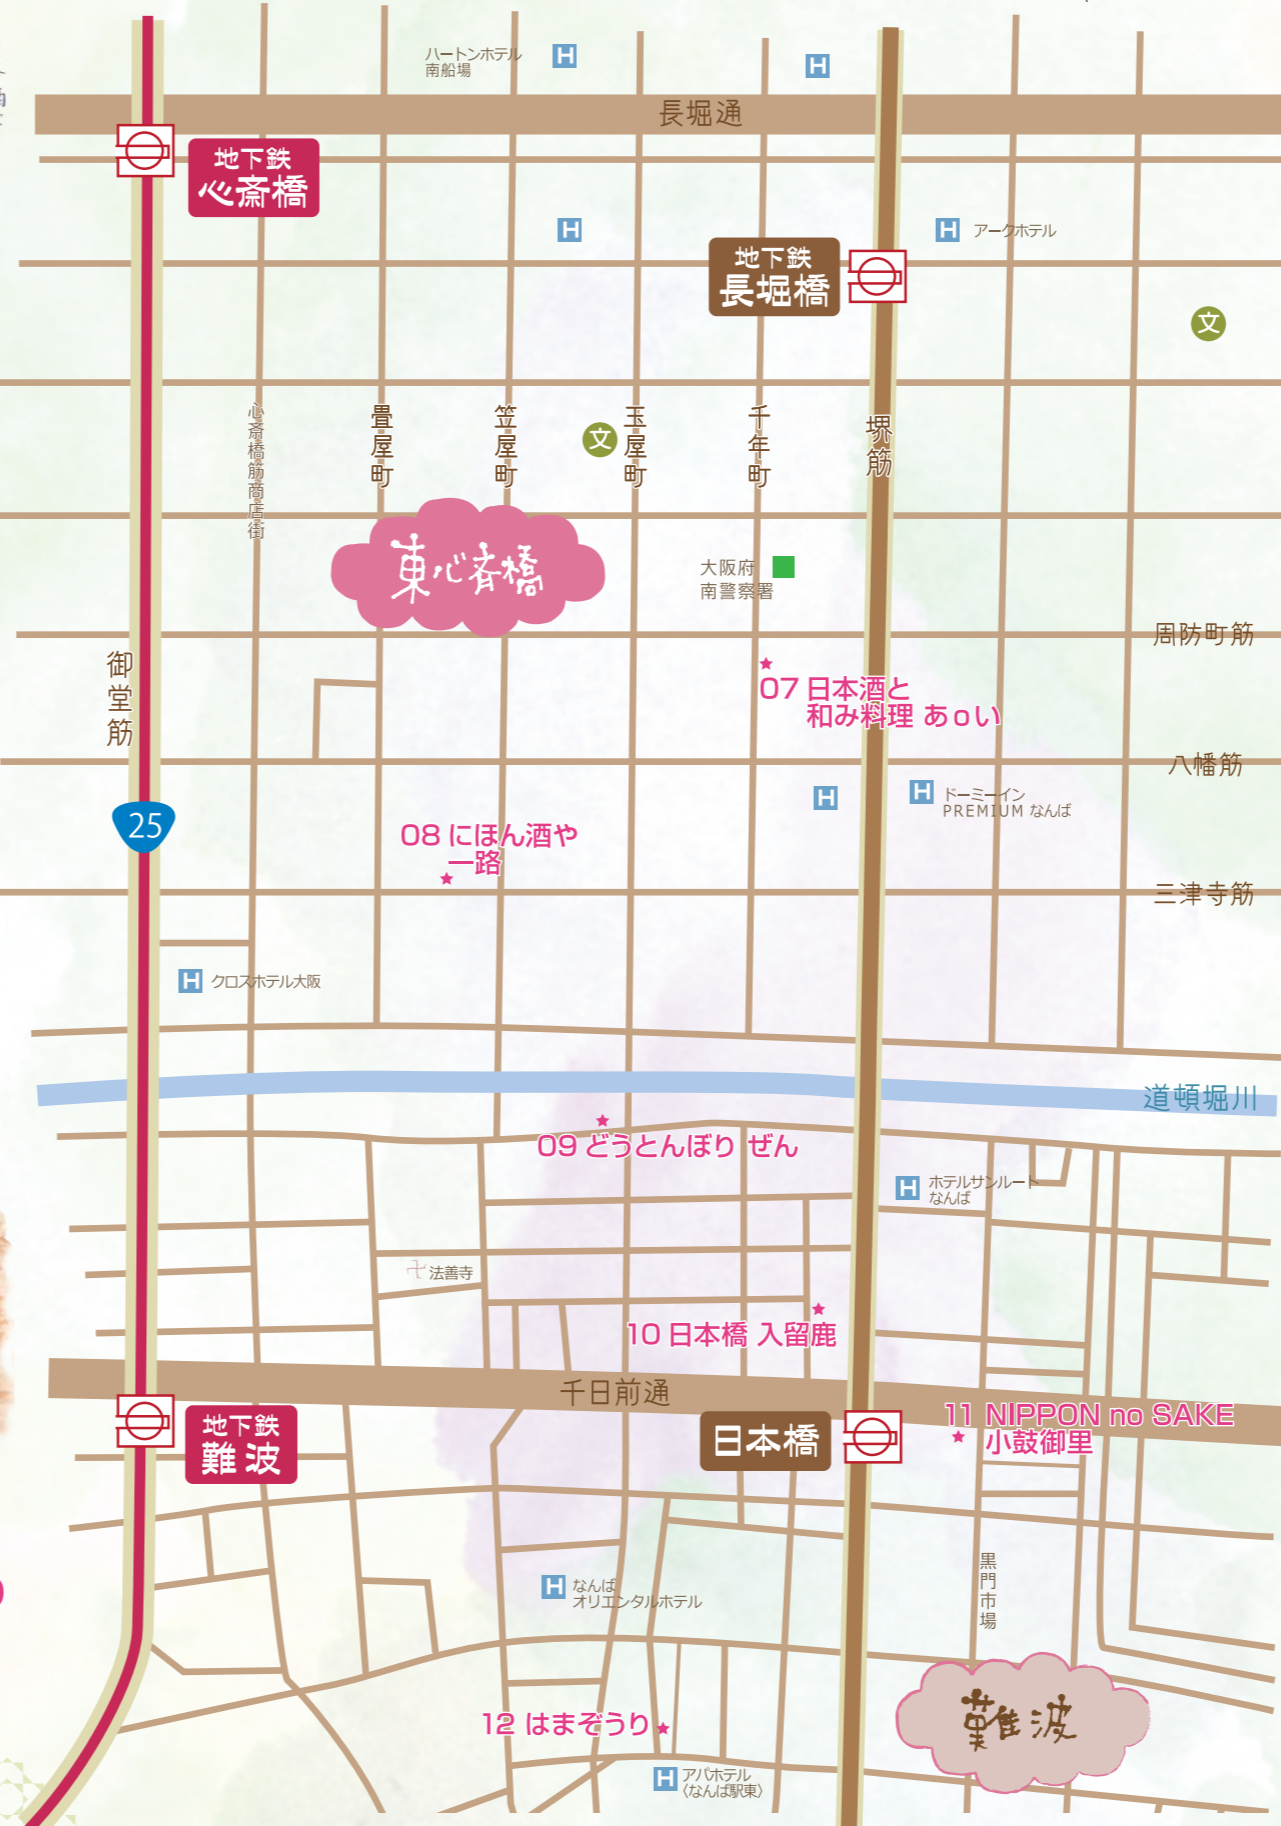 ハートンホテル
南船場
H
H
長堀通
地下鉄
心斎橋
H
H
アークホテル
地下鉄
長堀橋
文
心斎橋筋商店街
畳屋町
笠屋町
文
玉屋町
千年町
堺筋
東心斎橋
大阪府
南警察署
周防町筋
御堂筋
07 日本酒と
和み料理 あoい
八幡筋
25
H
H
ドーミーイン
PREMIUM なんば
08 にほん酒や
一路
三津寺筋
H
クロスホテル大阪
道頓堀川
09 どうとんぼり ぜん
H
ホテルサンルート
なんば
卍 法善寺
10 日本橋 入留鹿
千日前通
地下鉄
難波
日本橋
11 NIPPON no SAKE
小鼓御里
黒門市場
H
なんば
オリエンタルホテル
難波
12 はまぞうり
H
アパホテル
〈なんば駅東〉